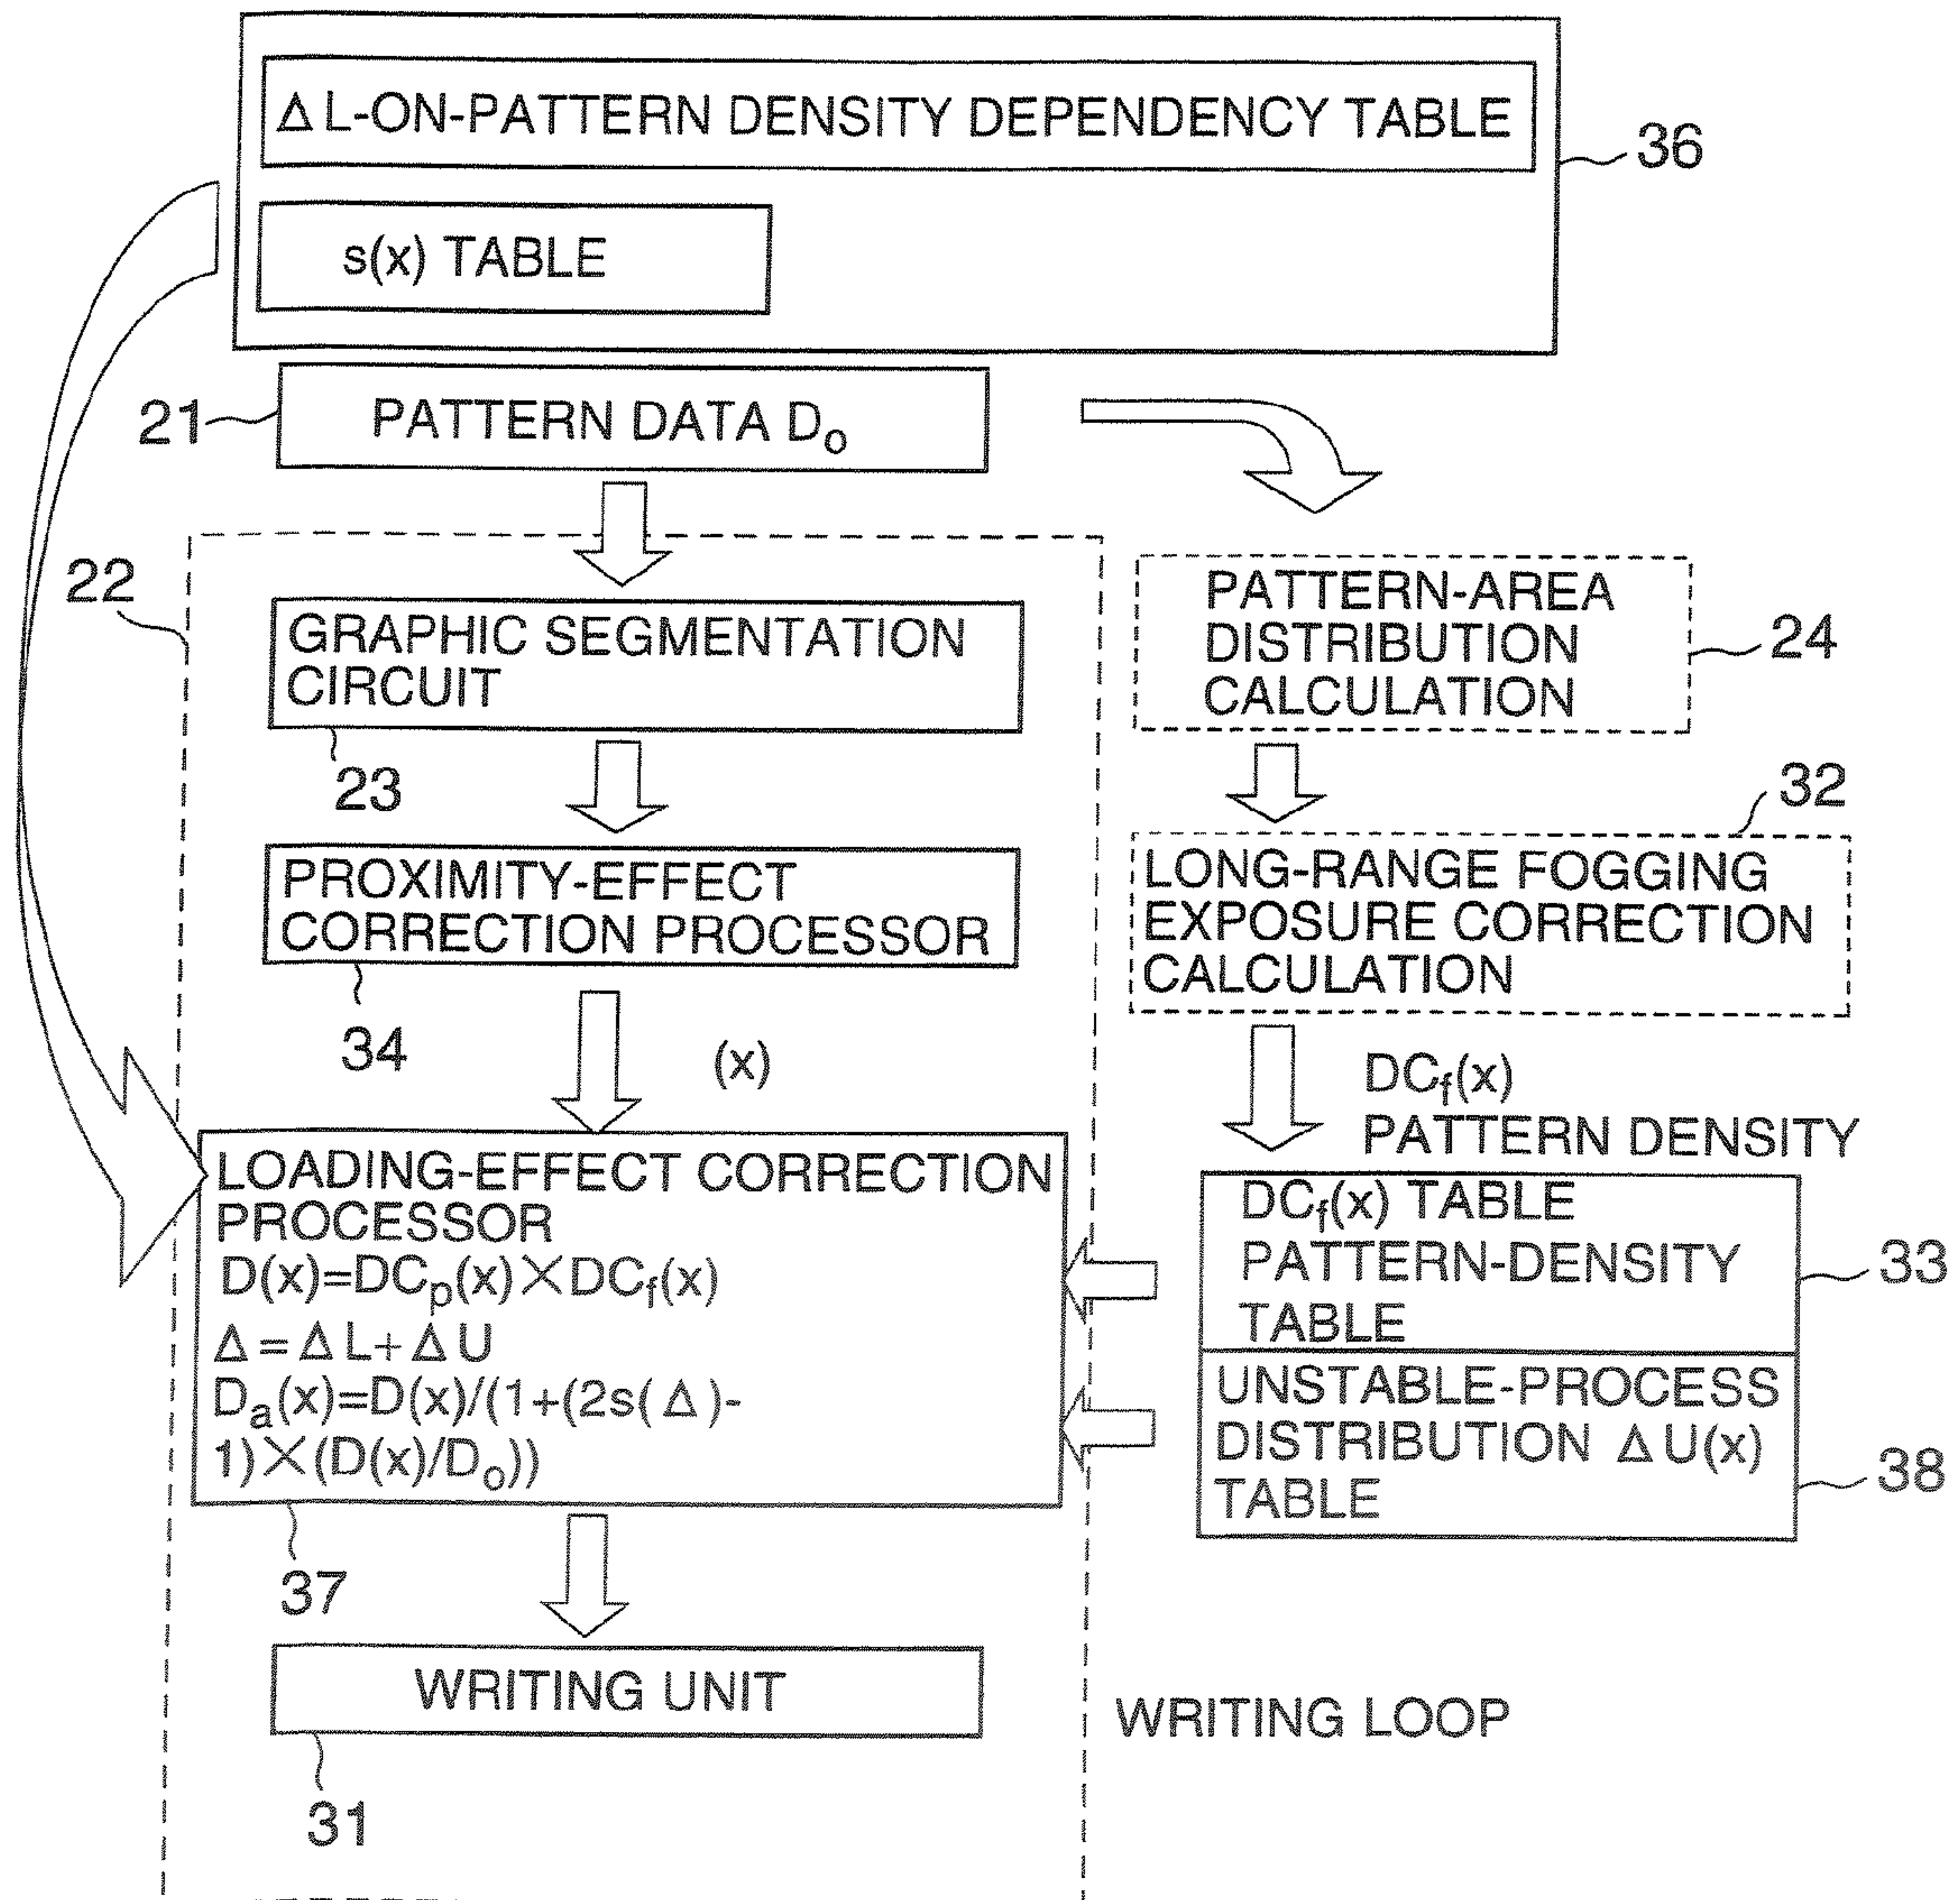 Δ L-ON-PATTERN DENSITY DEPENDENCY TABLE
36
s(x) TABLE
21
PATTERN DATA Do
22
GRAPHIC SEGMENTATION
CIRCUIT
23
PATTERN-AREA
DISTRIBUTION
CALCULATION
24
32
PROXIMITY-EFFECT
CORRECTION PROCESSOR
34
(x)
LONG-RANGE FOGGING
EXPOSURE CORRECTION
CALCULATION
DCf(x)
PATTERN DENSITY
LOADING-EFFECT CORRECTION
PROCESSOR
D(x)=DCp(x)×DCf(x)
Δ=ΔL+ΔU
Da(x)=D(x)/(1+(2s(Δ)-
1)×(D(x)/Do))
37
DCf(x) TABLE
PATTERN-DENSITY
TABLE
33
UNSTABLE-PROCESS
DISTRIBUTION ΔU(x)
TABLE
38
WRITING UNIT
31
WRITING LOOP